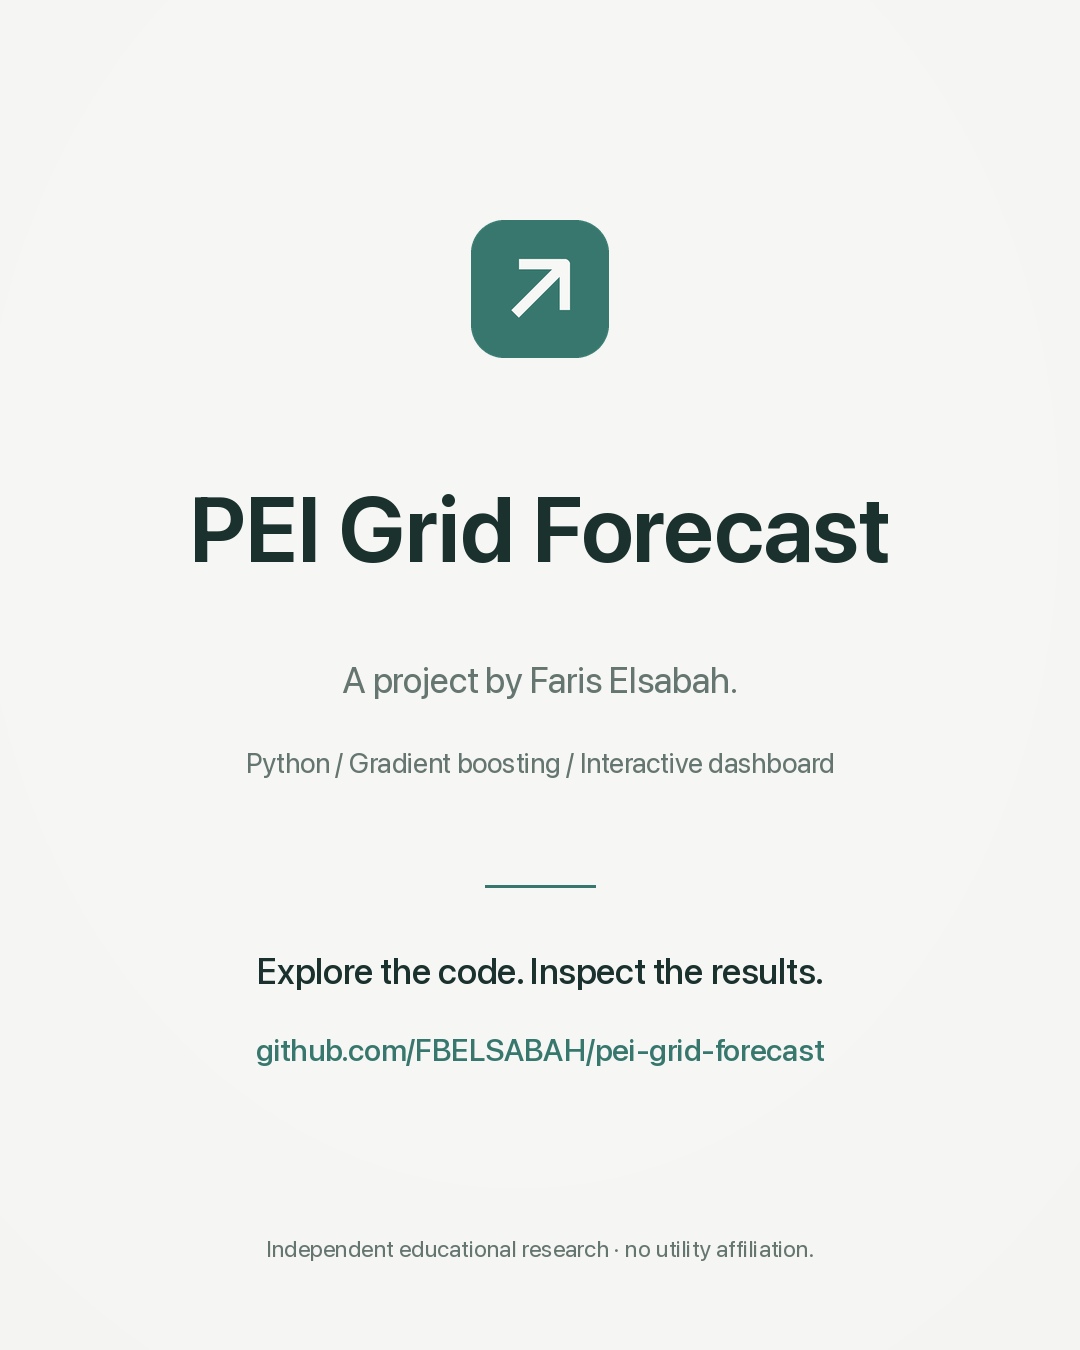 PEI Grid Forecast
A project by Faris Elsabah.
Python / Gradient boosting / Interactive dashboard
Explore the code. Inspect the results.
github.com/FBELSABAH/pei-grid-forecast
Independent educational research · no utility affiliation.